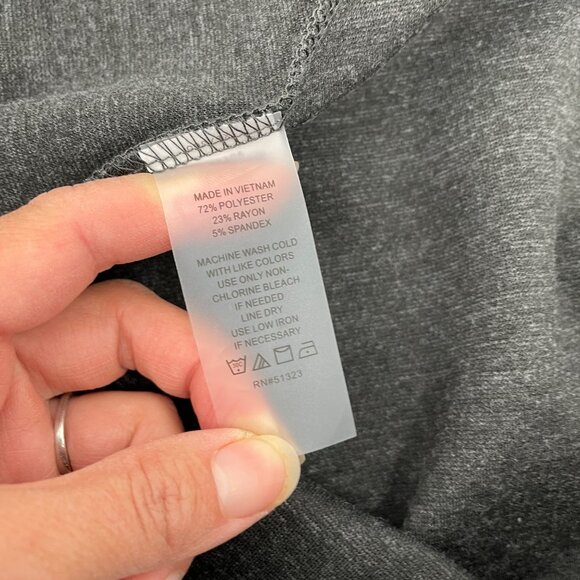 MADE IN VIETNAM
72% POLYESTER
23% RAYON
5% SPANDEX
MACHINE WASH COLD
WITH LIKE COLORS
USE ONLY NON-
CHLORINE BLEACH
IF NEEDED
LINE DRY
USE LOW IRON
IF NECESSARY
RN#51323